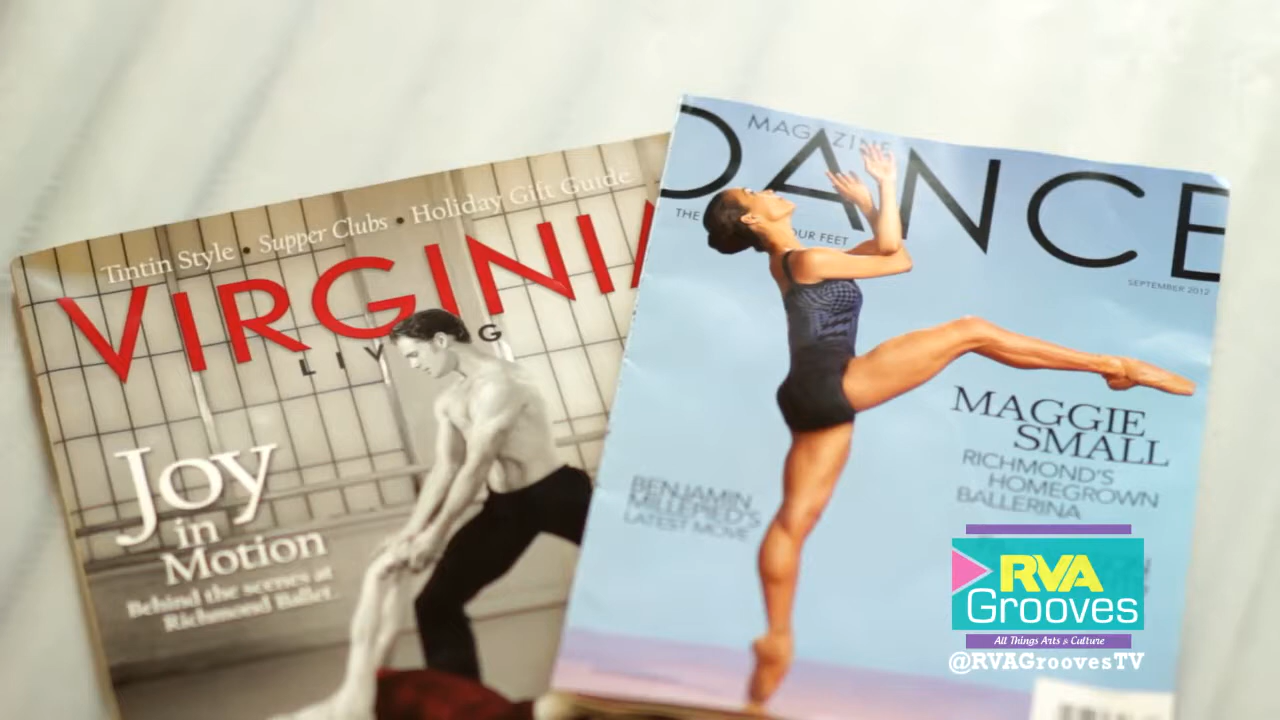 Tintin Style • Supper Clubs • Holiday Gift Guide
VIRGINIA
Joy
in
Motion
Behind the scenes at
Richmond Ballet.
MAGAZINE
DANCE
THE
OUR FEET
SEPTEMBER 2012
MAGGIE
SMALL
RICHMOND'S
HOMEGROWN
BALLERINA
BENJAMIN
MILLEPIED'S
LATEST MOVE
RVA
Grooves
All Things Arts & Culture
@RVAGroovesTV